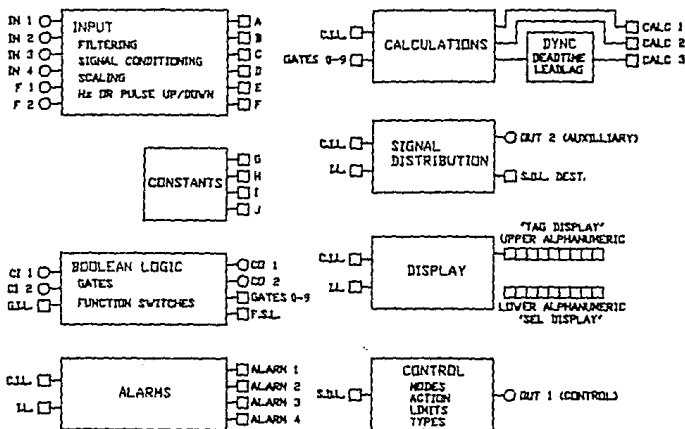 IN 1
IN 2
IN 3
IN 4
F 1
F 2
INPUT
FILTERING
SIGNAL CONDITIONING
SCALING
Hz OR PULSE UP/DOWN
A
B
C
D
E
F
CONSTANTS
G
H
I
J
CI 1
CI 2
G.I.L.
BOOLEAN LOGIC
GATES
FUNCTION SWITCHES
CO 1
CO 2
GATES 0-9
F.S.L.
C.I.L.
I.L.
ALARMS
ALARM 1
ALARM 2
ALARM 3
ALARM 4
C.I.L.
GATES 0-9
CALCULATIONS
DYNC
DEADTIME
LEADLAG
CALC 1
CALC 2
CALC 3
C.I.L.
I.L.
SIGNAL
DISTRIBUTION
OUT 2 (AUXILLIARY)
S.D.L. DEST.
C.I.L.
I.L.
DISPLAY
"TAG DISPLAY"
UPPER ALPHANUMERIC
LOWER ALPHANUMERIC
"SEL DISPLAY"
S.D.L.
CONTROL
MODES
ACTION
LIMITS
TYPES
OUT 1 (CONTROL)